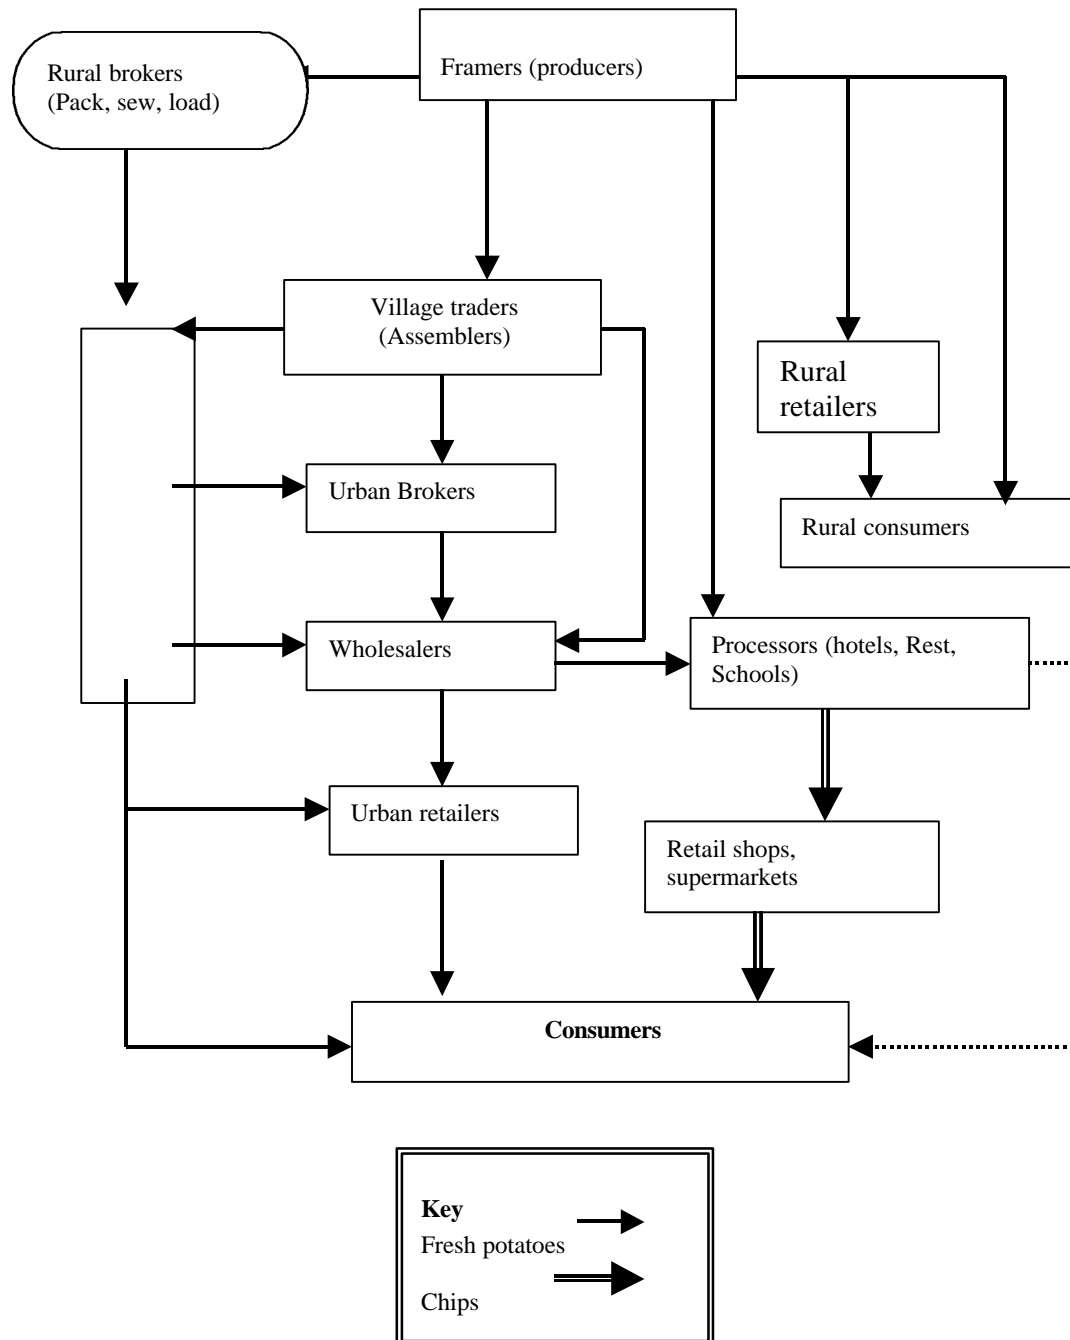 Rural brokers
(Pack, sew, load)
Framers (producers)
Village traders
(Assemblers)
Rural
retailers
Urban Brokers
Rural consumers
Wholesalers
Processors (hotels, Rest,
Schools)
Urban retailers
Retail shops,
supermarkets
Consumers
Key
Fresh potatoes
Chips